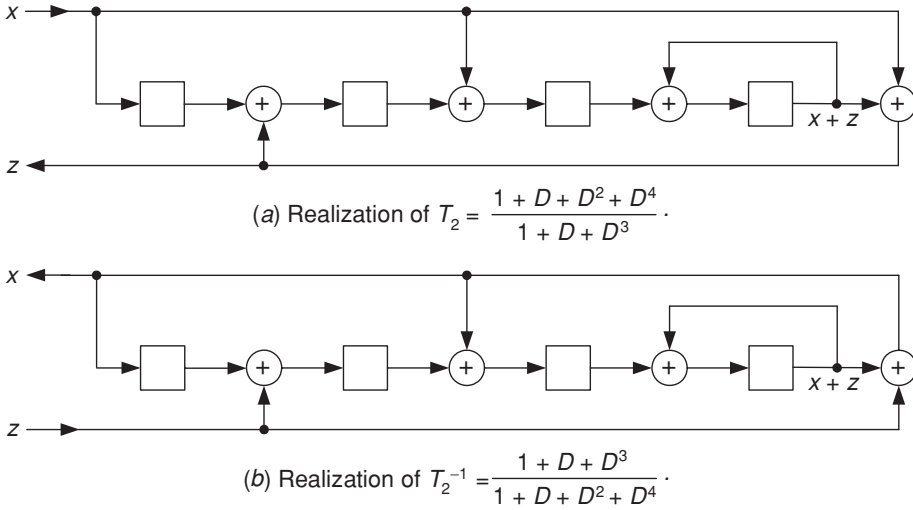 x
+ + + +
x + z
z
(a) Realization of T₂ = (1 + D + D² + D⁴) / (1 + D + D³) .
x
+ + + +
x + z
z
(b) Realization of T₂⁻¹ = (1 + D + D³) / (1 + D + D² + D⁴) .